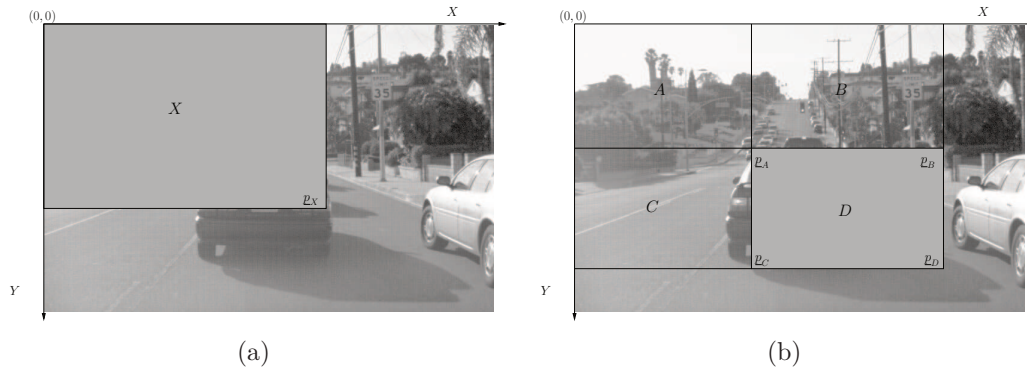 (0, 0)
X
X
35
p_X
Y
(a)
(0, 0)
X
A
B
35
p_A
p_B
C
D
p_C
p_D
Y
(b)